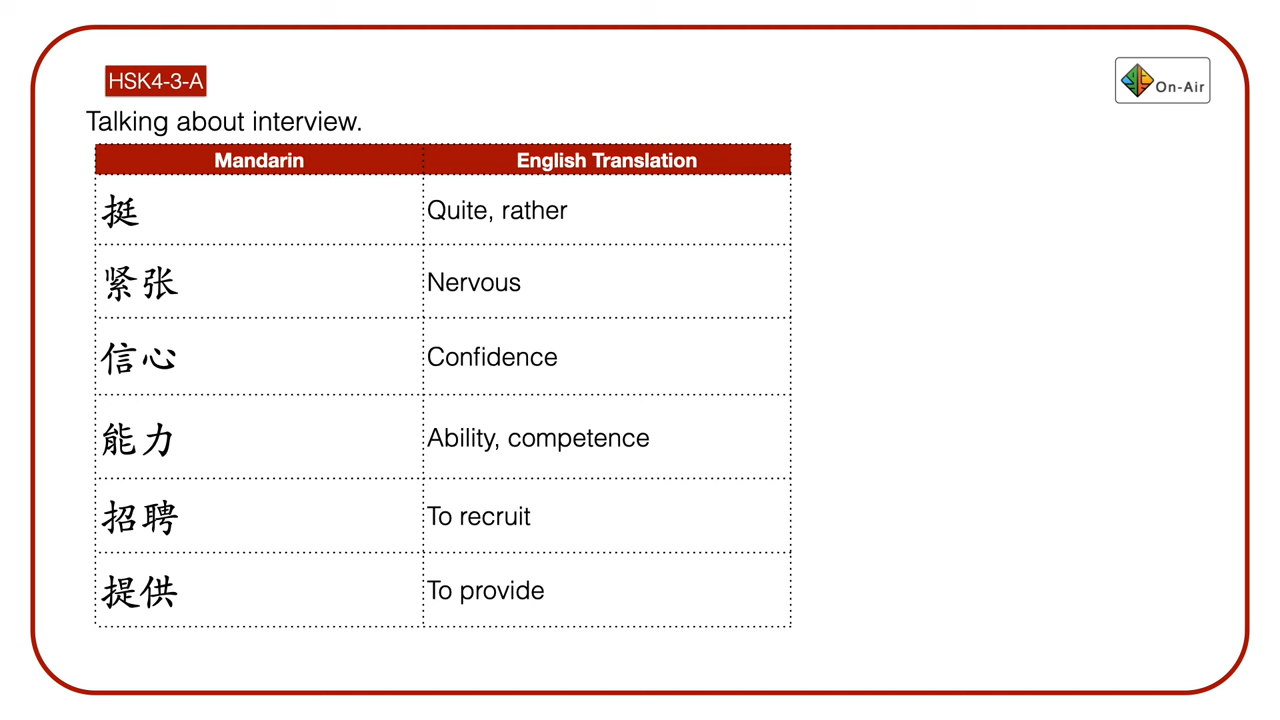 HSK4-3-A
On-Air
Talking about interview.
Mandarin English Translation
挺 Quite, rather
紧张 Nervous
信心 Confidence
能力 Ability, competence
招聘 To recruit
提供 To provide